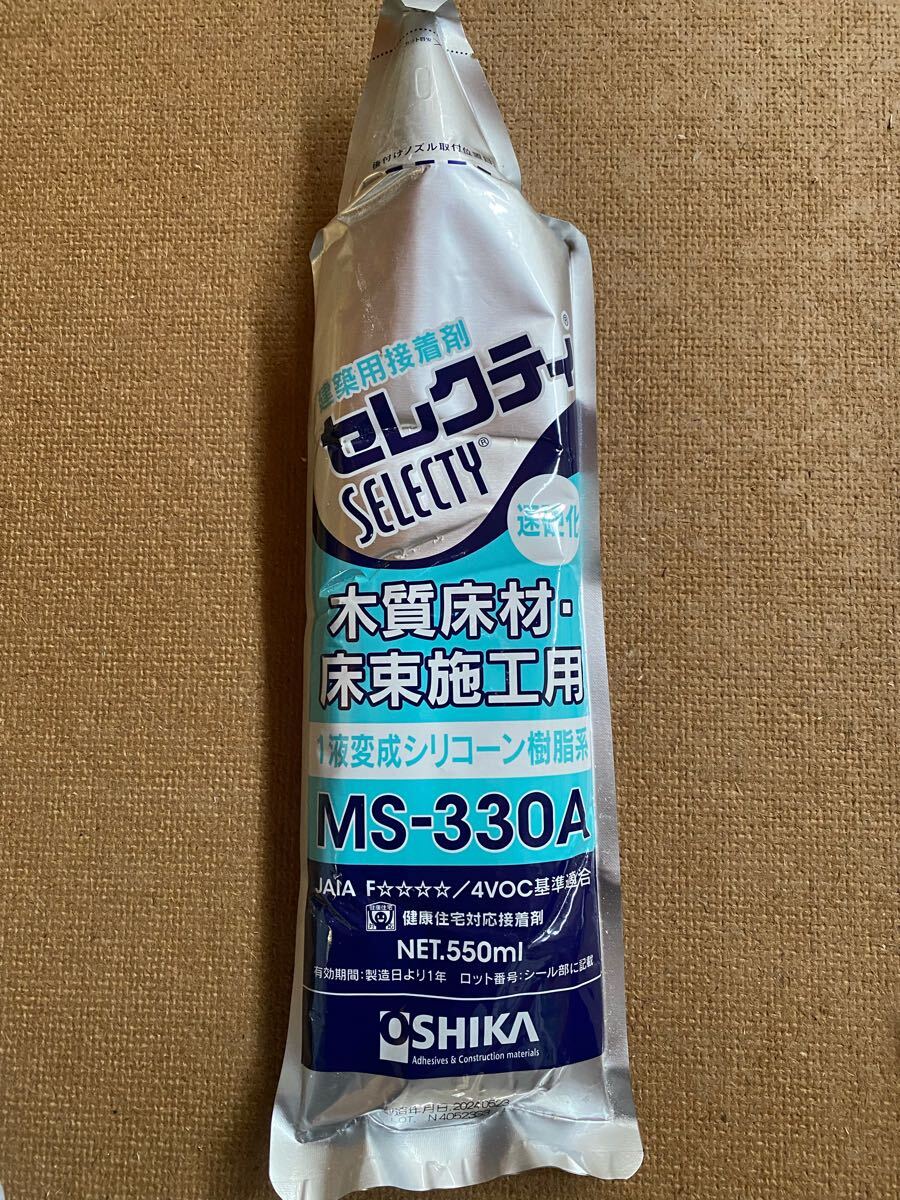 後付けノズル取付位置
建築用接着剤
セレクティ®
SELECTY®
速硬化
木質床材・
床束施工用
1液変成シリコーン樹脂系
MS-330A
JAIA F☆☆☆☆/4VOC基準適合
健康住宅対応接着剤
NET.550ml
有効期間:製造日より1年 ロット番号:シール部に記載
OSHIKA
Adhesives & Construction materials